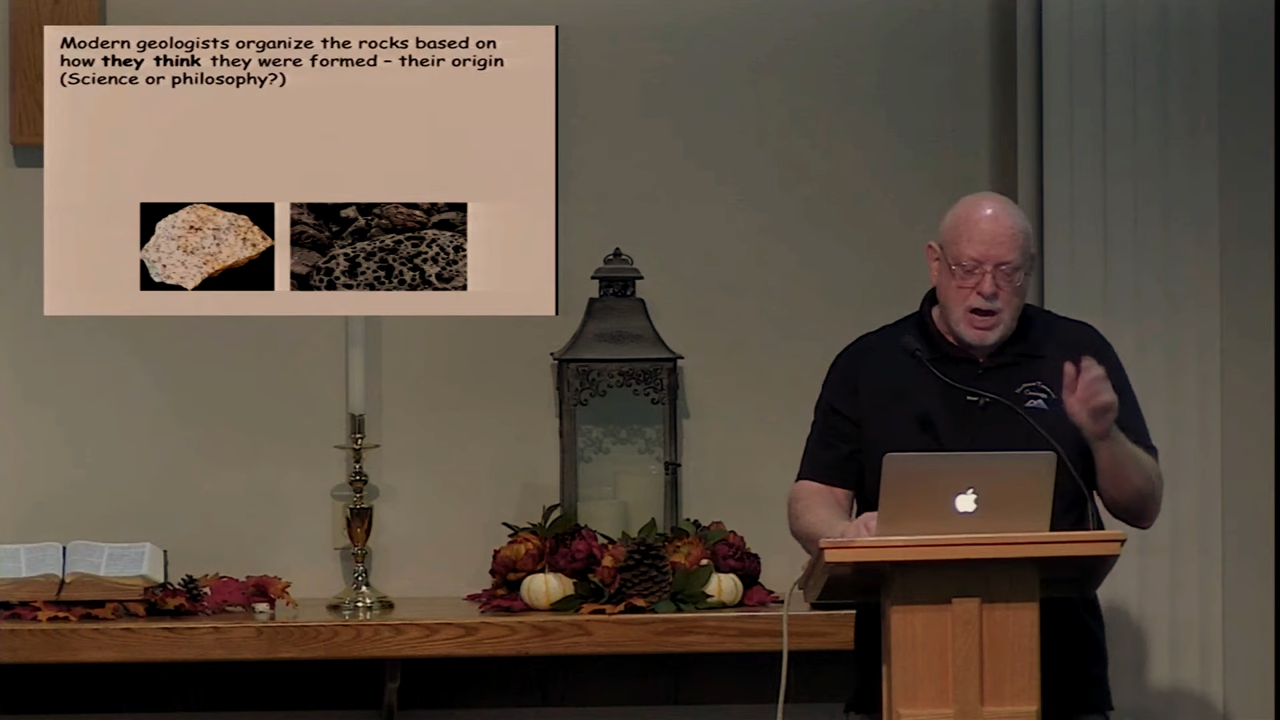 Modern geologists organize the rocks based on
how they think they were formed – their origin
(Science or philosophy?)